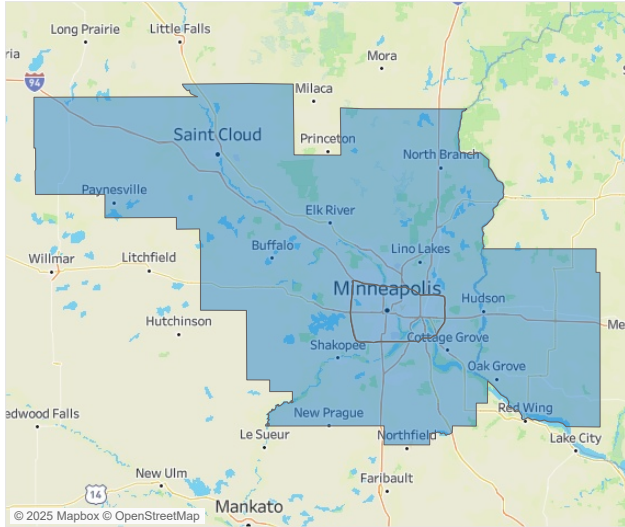 Long Prairie
Little Falls
ria
94
Mora
Milaca
Saint Cloud
Princeton
North Branch
Paynesville
Elk River
Buffalo
Lino Lakes
Willmar
Litchfield
Minneapolis
Hudson
Hutchinson
Me
Shakopee
Cottage Grove
Oak Grove
edwood Falls
New Prague
Red Wing
Le Sueur
Northfield
Lake City
New Ulm
Faribault
14
Mankato
© 2025 Mapbox © OpenStreetMap